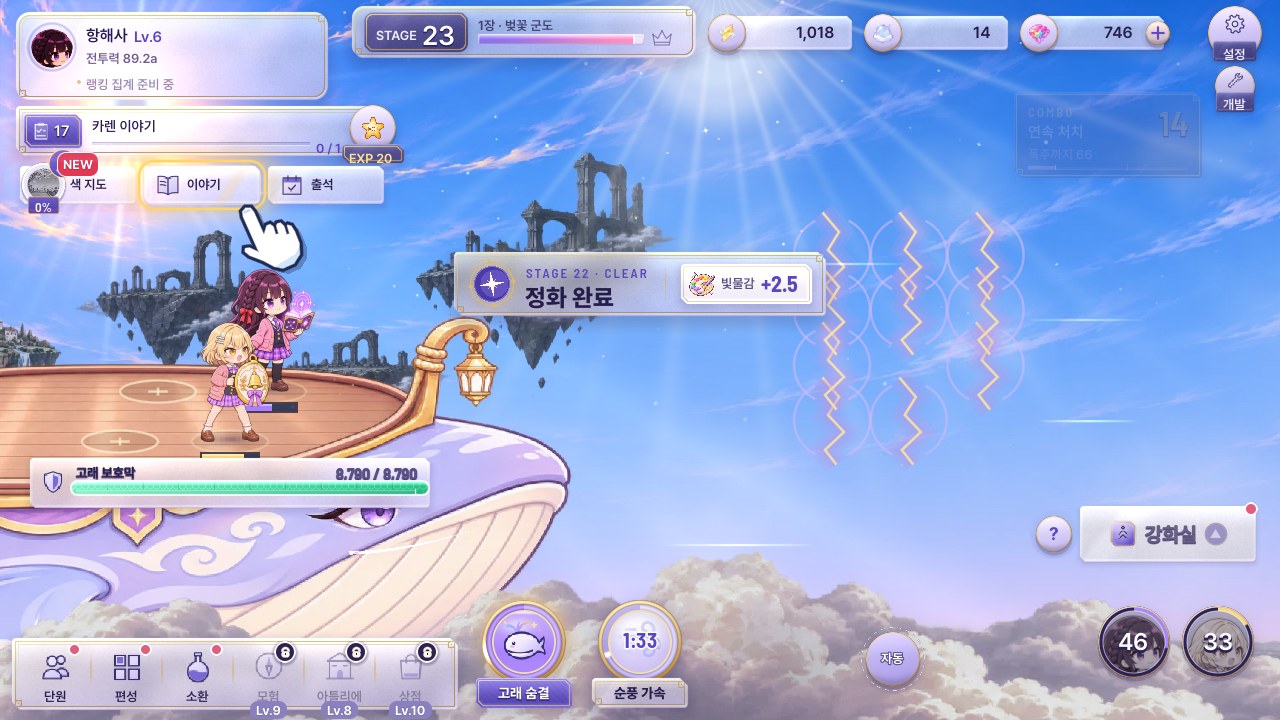 항해사 Lv.6
전투력 89.2a
랭킹 집계 준비 중
STAGE 23
1장 · 벚꽃 군도
1,018
14
746
설정
개발
17
카렌 이야기
0 / 1
EXP 20
NEW
색 지도
0%
이야기
출석
COMBO
연속 처치
14
폭주까지 66
STAGE 22 · CLEAR
정화 완료
빛물감 +2.5
고래 보호막
8.790 / 8.790
?
강화실
단원
편성
소환
모험
Lv.9
아틀리에
Lv.8
상점
Lv.10
고래 숨결
1:33
순풍 가속
자동
46
33